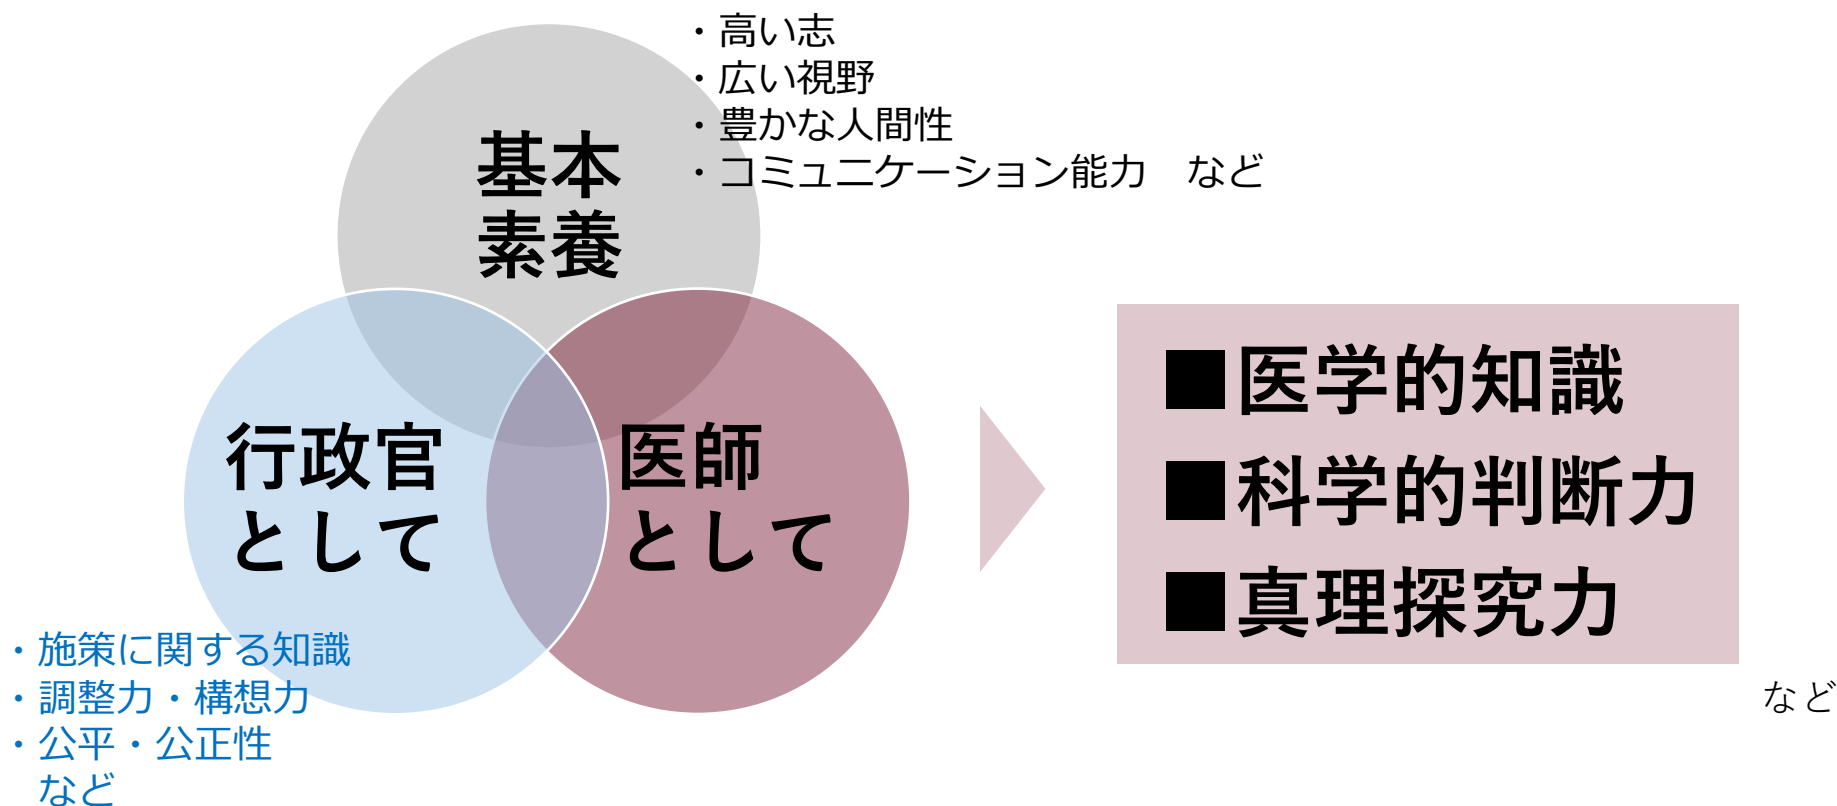 ・高い志
・広い視野
・豊かな人間性
・コミュニケーション能力　など
基本
素養
行政官
として
医師
として
・施策に関する知識
・調整力・構想力
・公平・公正性
など
■医学的知識
■科学的判断力
■真理探究力
など